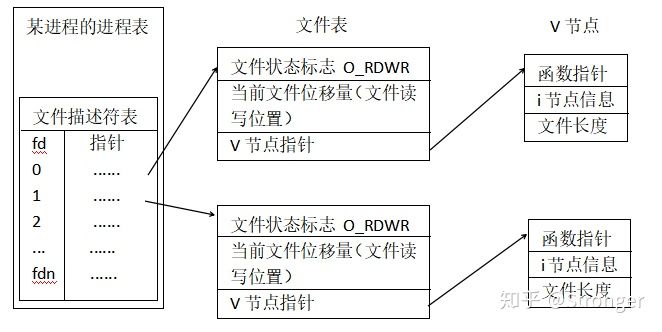 某进程的进程表
文件表
V 节点
文件描述符表
fd 指针
0 ......
1 ......
2 ......
... ......
fdn ......
文件状态标志 O_RDWR
当前文件位移量(文件读
写位置)
V 节点指针
函数指针
i节点信息
文件长度
文件状态标志 O_RDWR
当前文件位移量(文件读
写位置)
V 节点指针
函数指针
i节点信息
文件长度
知乎 @Stronger